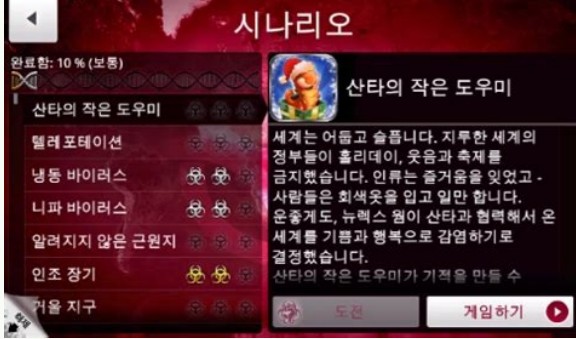 시나리오
완료함: 10 % (보통)
산타의 작은 도우미
텔레포테이션
냉동 바이러스
니파 바이러스
알려지지 않은 근원지
인조 장기
거울 지구
산타의 작은 도우미
세계는 어둡고 슬픕니다. 지루한 세계의
정부들이 홀리데이, 웃음과 축제를
금지했습니다. 인류는 즐거움을 잊었고 -
사람들은 회색옷을 입고 일만 합니다.
운좋게도, 뉴렉스 웜이 산타과 협력해서 온
세계를 기쁨과 행복으로 감염하기로
결정했습니다.
산타의 작은 도우미가 기적을 만들 수
도전
게임하기